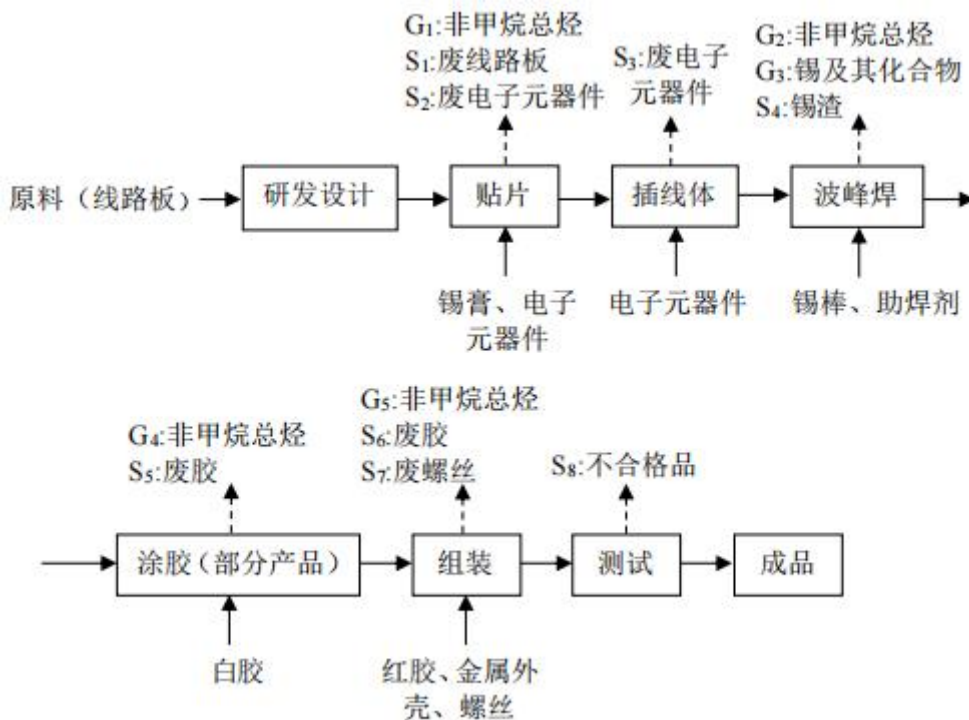 G₁:非甲烷总烃
S₁:废线路板
S₂:废电子元器件
S₃:废电子
元器件
G₂:非甲烷总烃
G₃:锡及其化合物
S₄:锡渣
原料（线路板）
研发设计
贴片
插线体
波峰焊
锡膏、电子
元器件
电子元器件
锡棒、助焊剂
G₄:非甲烷总烃
S₅:废胶
G₅:非甲烷总烃
S₆:废胶
S₇:废螺丝
S₈:不合格品
涂胶（部分产品）
组装
测试
成品
白胶
红胶、金属外
壳、螺丝